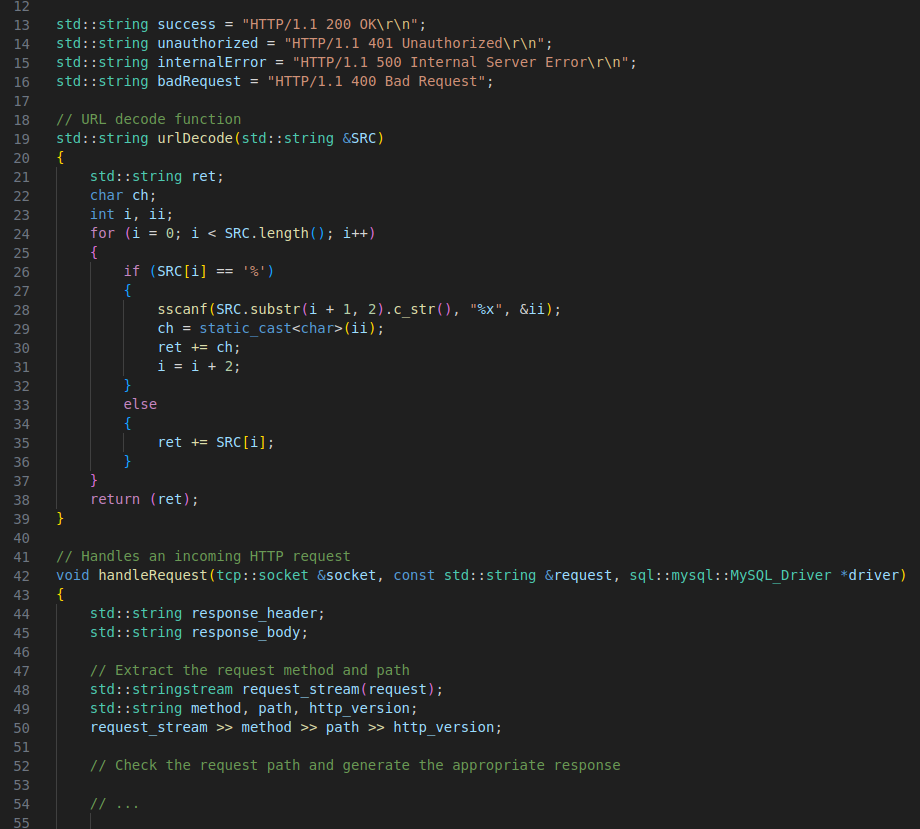 12
13 std::string success = "HTTP/1.1 200 OK\r\n";
14 std::string unauthorized = "HTTP/1.1 401 Unauthorized\r\n";
15 std::string internalError = "HTTP/1.1 500 Internal Server Error\r\n";
16 std::string badRequest = "HTTP/1.1 400 Bad Request";
17
18 // URL decode function
19 std::string urlDecode(std::string &SRC)
20 {
21     std::string ret;
22     char ch;
23     int i, ii;
24     for (i = 0; i < SRC.length(); i++)
25     {
26         if (SRC[i] == '%')
27         {
28             sscanf(SRC.substr(i + 1, 2).c_str(), "%x", &ii);
29             ch = static_cast<char>(ii);
30             ret += ch;
31             i = i + 2;
32         }
33         else
34         {
35             ret += SRC[i];
36         }
37     }
38     return (ret);
39 }
40
41 // Handles an incoming HTTP request
42 void handleRequest(tcp::socket &socket, const std::string &request, sql::mysql::MySQL_Driver *driver)
43 {
44     std::string response_header;
45     std::string response_body;
46
47     // Extract the request method and path
48     std::stringstream request_stream(request);
49     std::string method, path, http_version;
50     request_stream >> method >> path >> http_version;
51
52     // Check the request path and generate the appropriate response
53
54     // ...
55